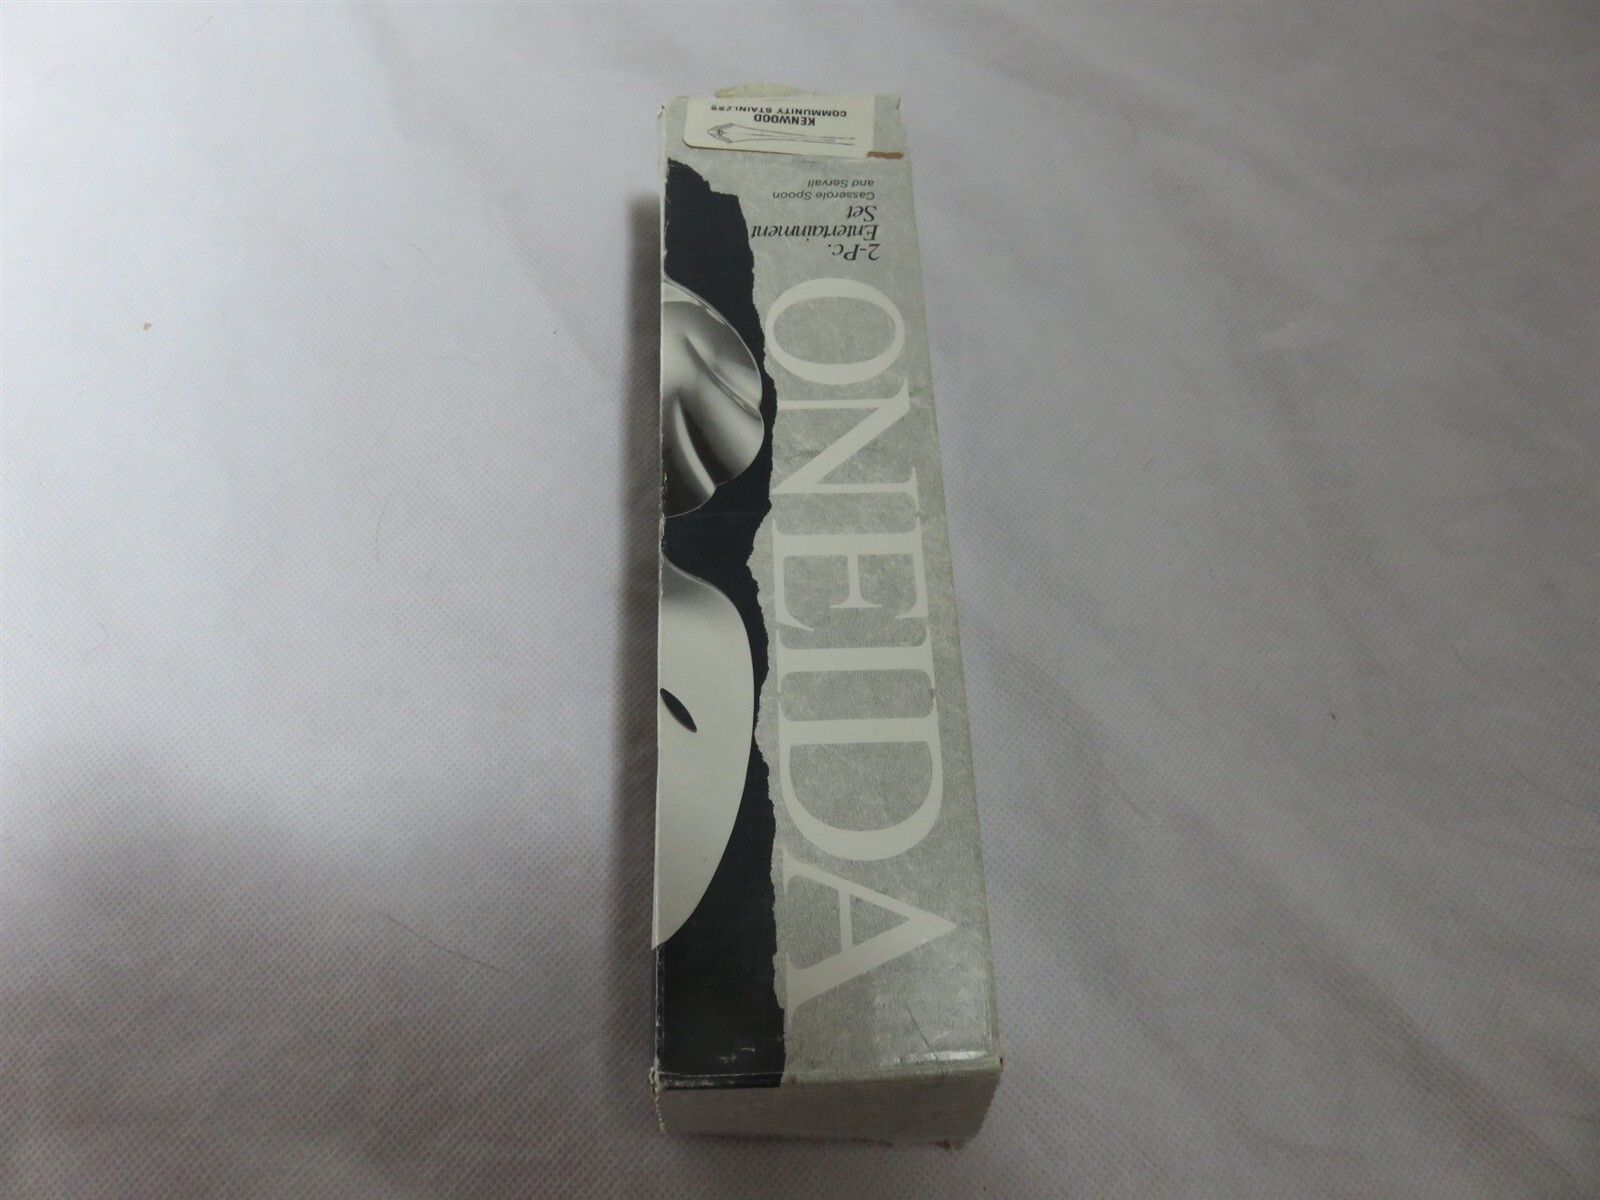 KENWOOD
COMMUNITY STAINLESS
2-Pc.
Entertainment
Set
Casserole Spoon
and Servall
ONEIDA